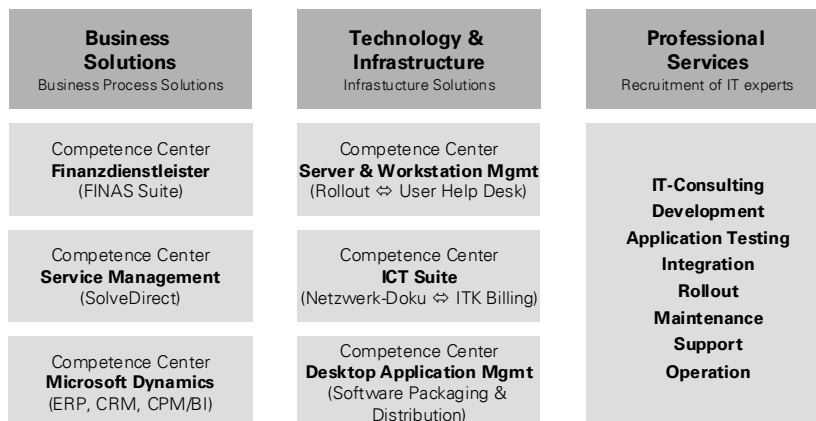 Business
Solutions
Business Process Solutions
Competence Center
Finanzdienstleister
(FINAS Suite)
Competence Center
Service Management
(SolveDirect)
Competence Center
Microsoft Dynamics
(ERP, CRM, CPM/BI)
Technology &
Infrastructure
Infrastucture Solutions
Competence Center
Server & Workstation Mgmt
(Rollout ⇔ User Help Desk)
Competence Center
ICT Suite
(Netzwerk-Doku ⇔ ITK Billing)
Competence Center
Desktop Application Mgmt
(Software Packaging &
Distribution)
Professional
Services
Recruitment of IT experts
IT-Consulting
Development
Application Testing
Integration
Rollout
Maintenance
Support
Operation